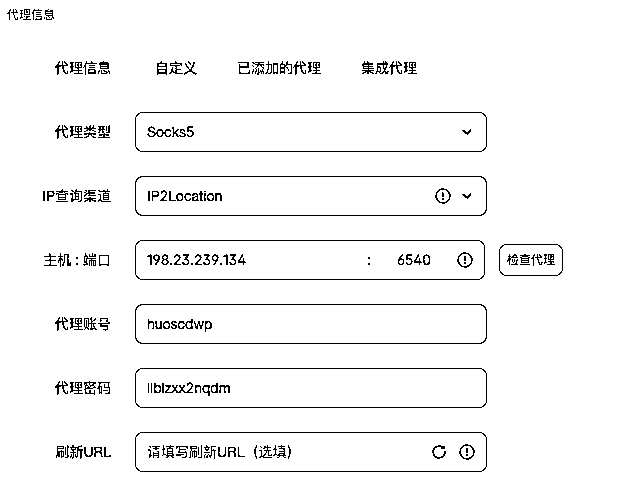 代理信息
代理信息 自定义 已添加的代理 集成代理
代理类型 Socks5
IP查询渠道 IP2Location
主机 : 端口 198.23.239.134 : 6540 检查代理
代理账号 huoscdwp
代理密码
刷新URL 请填写刷新URL（选填）